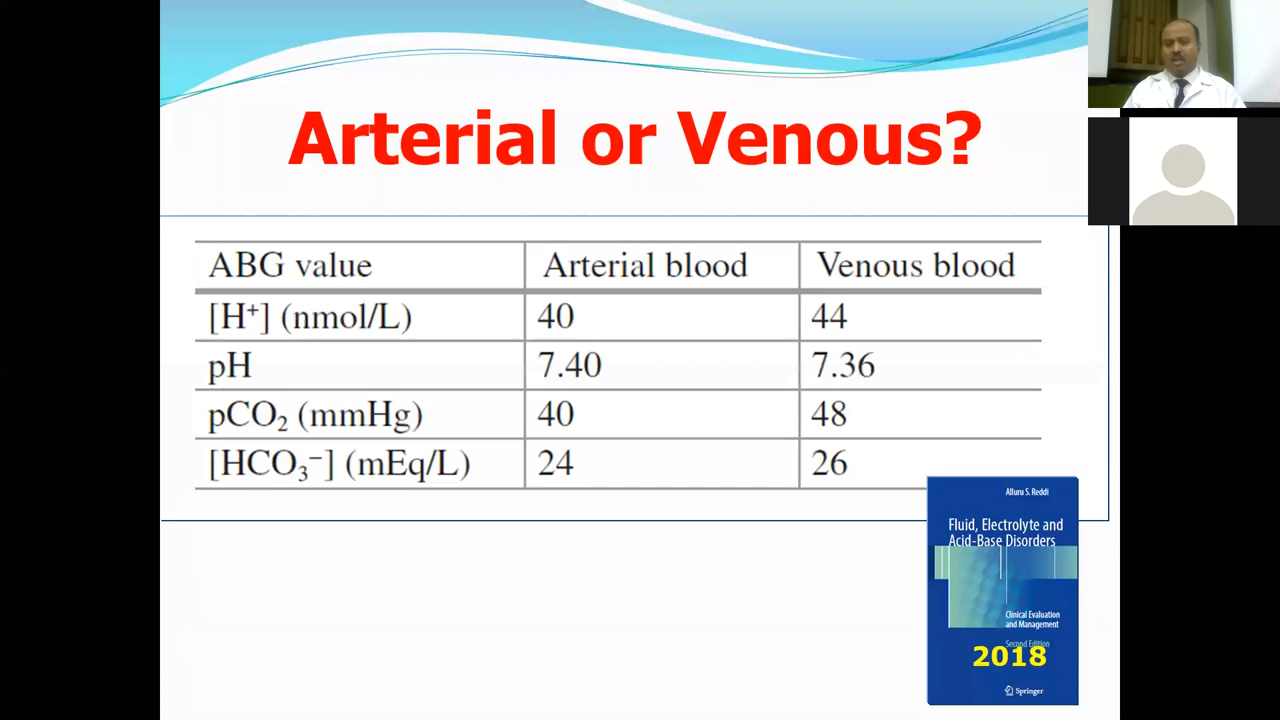 Arterial or Venous?
ABG value Arterial blood Venous blood
[H⁺] (nmol/L) 40 44
pH 7.40 7.36
pCO₂ (mmHg) 40 48
[HCO₃⁻] (mEq/L) 24 26
Alluru S. Reddi
Fluid, Electrolyte and
Acid-Base Disorders
Clinical Evaluation
and Management
Second Edition
2018
Springer